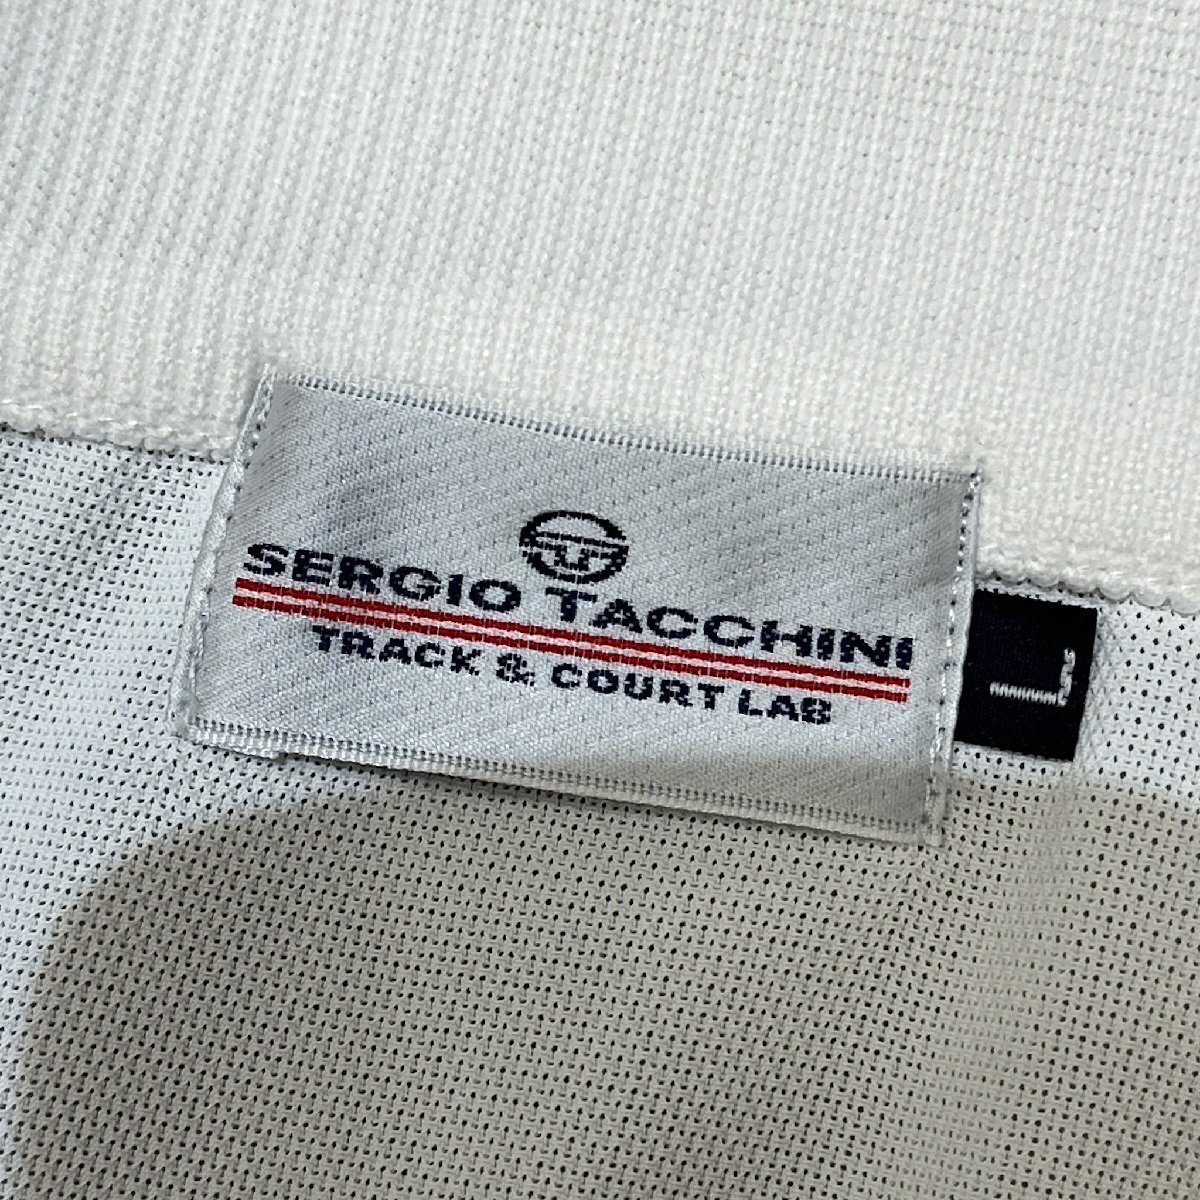 SERGIO TACCHINI
TRACK & COURT LAB
L